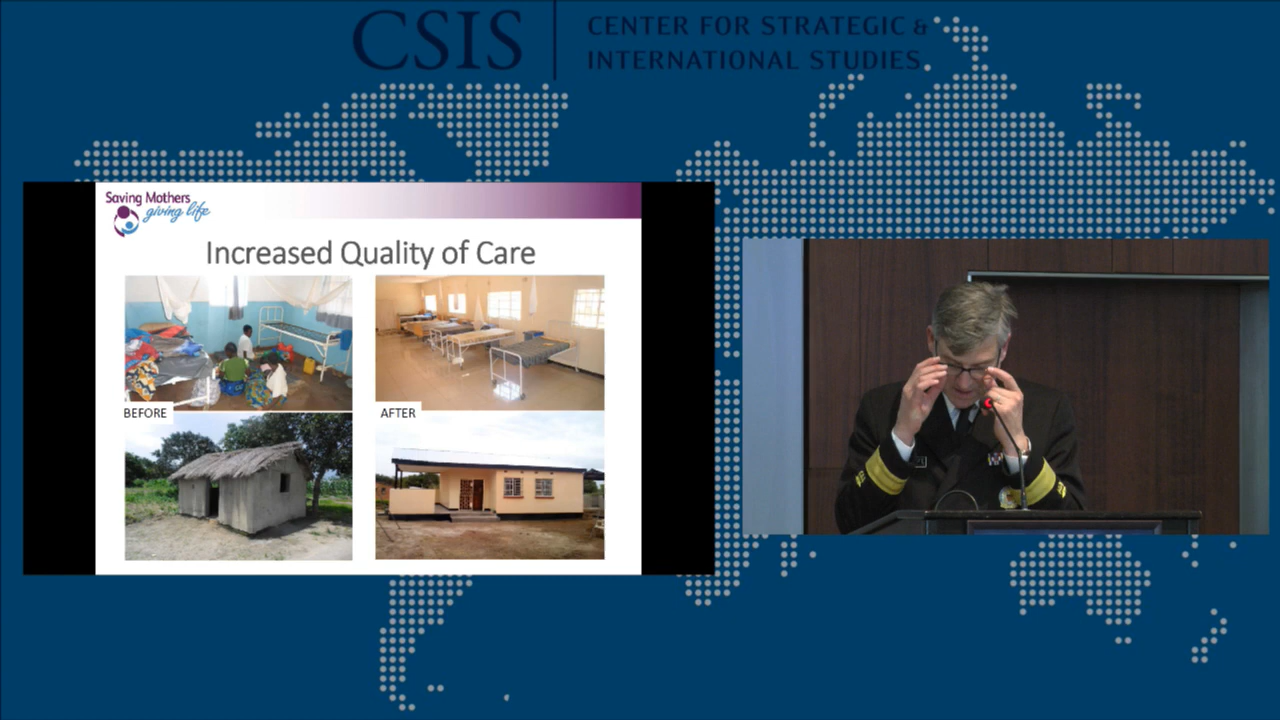 CSIS
CENTER FOR STRATEGIC &
INTERNATIONAL STUDIES
Saving Mothers
giving life
Increased Quality of Care
BEFORE
AFTER